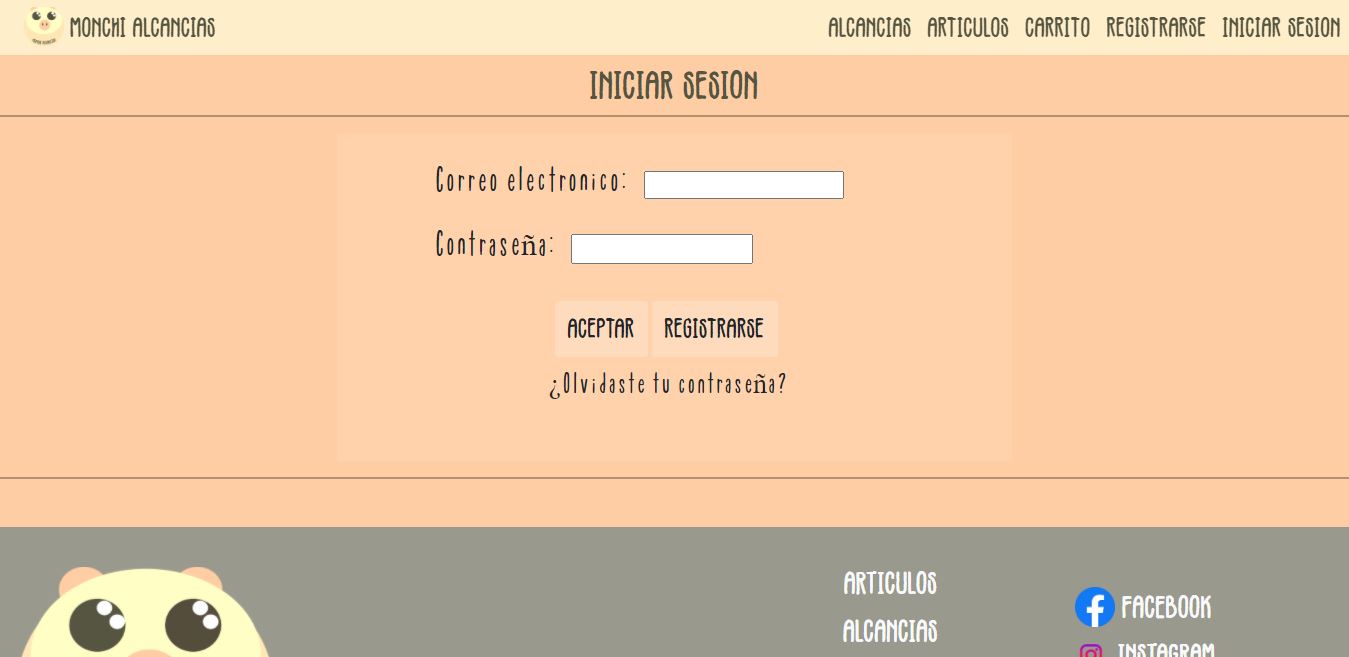 MONCHI ALCANCIAS
ALCANCIAS ARTICULOS CARRITO REGISTRARSE INICIAR SESION
INICIAR SESION
Correo electronico:
Contraseña:
ACEPTAR REGISTRARSE
¿Olvidaste tu contraseña?
ARTICULOS
FACEBOOK
ALCANCIAS
INSTAGRAM